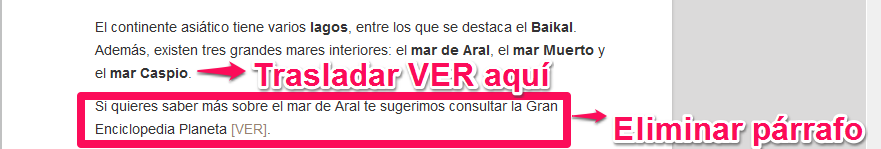 El continente asiático tiene varios lagos, entre los que se destaca el Baikal.
Además, existen tres grandes mares interiores: el mar de Aral, el mar Muerto y
el mar Caspio.
Trasladar VER aquí
Si quieres saber más sobre el mar de Aral te sugerimos consultar la Gran
Enciclopedia Planeta [VER].
Eliminar párrafo